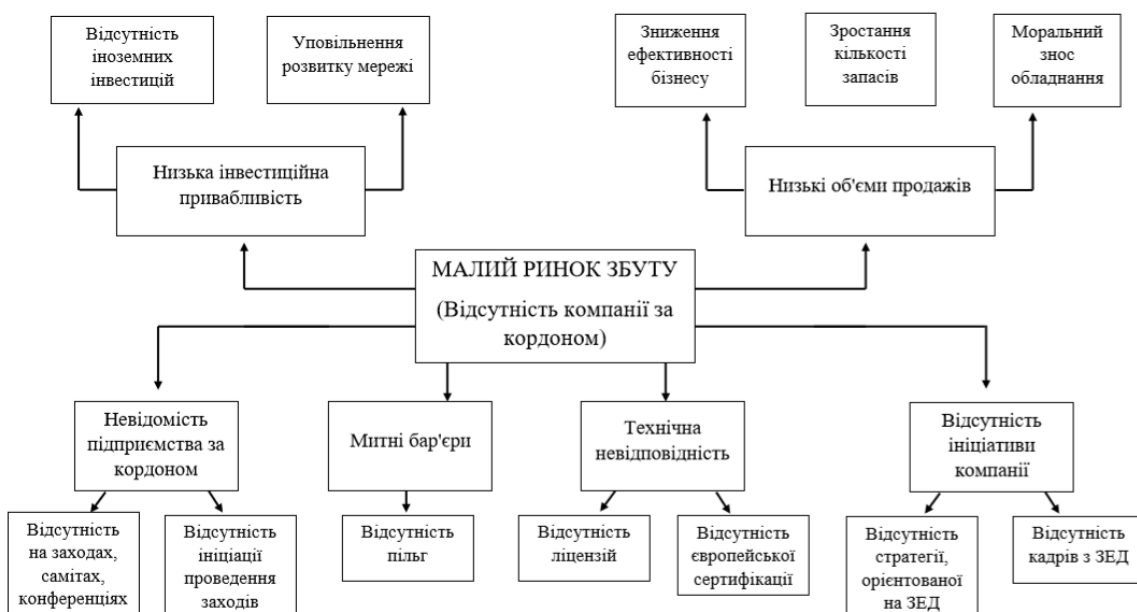 Відсутність
іноземних
інвестицій
Уповільнення
розвитку мережі
Зниження
ефективності
бізнесу
Зростання
кількості
запасів
Моральний
знос
обладнання
Низька інвестиційна
привабливість
Низькі об'єми продажів
МАЛИЙ РИНОК ЗБУТУ
(Відсутність компанії за
кордоном)
Невідомість
підприємства за
кордоном
Митні бар'єри
Технічна
невідповідність
Відсутність
ініціативи
компанії
Відсутність
на заходах,
самітах,
конференціях
Відсутність
ініціації
проведення
заходів
Відсутність
пільг
Відсутність
ліцензій
Відсутність
європейської
сертифікації
Відсутність
стратегії,
орієнтованої
на ЗЕД
Відсутність
кадрів з ЗЕД